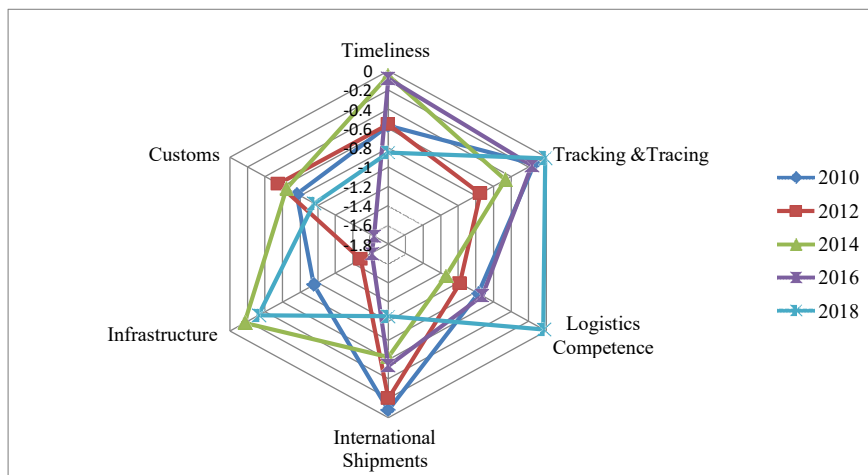 Timeliness
0
-0.2
-0.4
-0.6
-0.8
-1
-1.2
-1.4
-1.6
-1.8
Customs
Tracking &Tracing
2010
2012
2014
2016
2018
Infrastructure
Logistics
Competence
International
Shipments